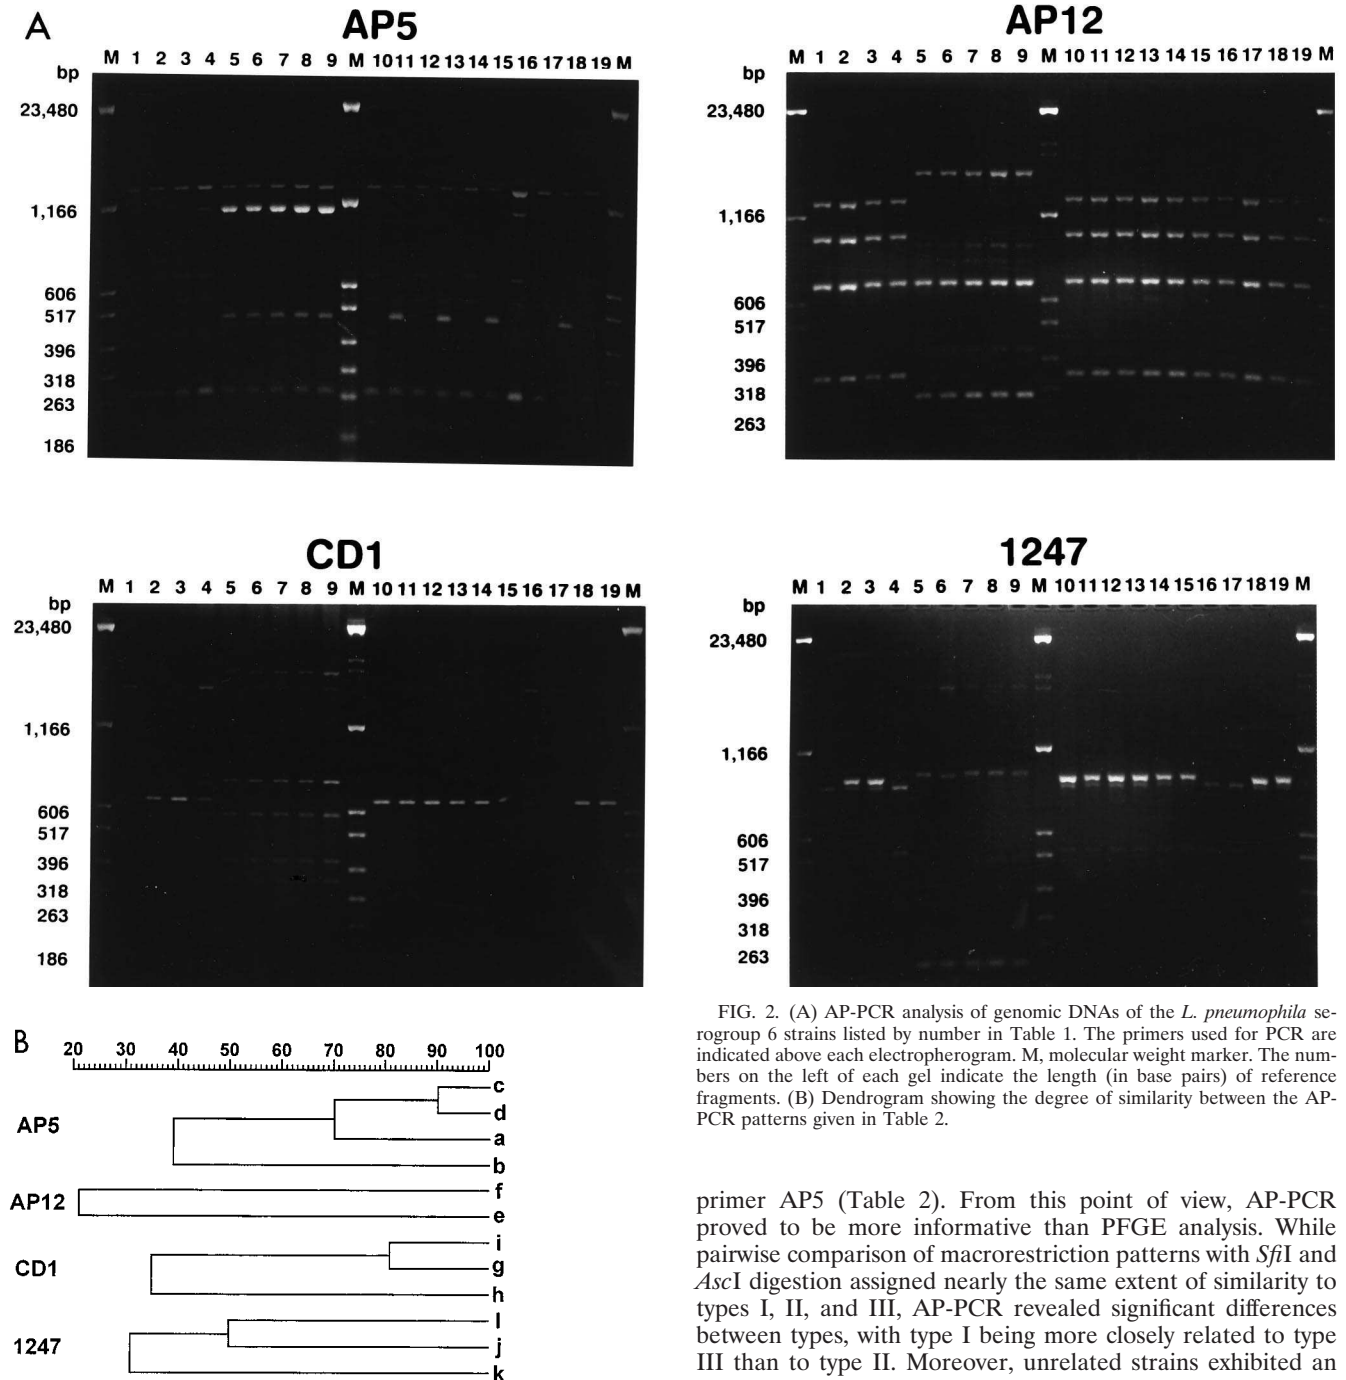 A
AP5
M 1 2 3 4 5 6 7 8 9 M 10 11 12 13 14 15 16 17 18 19 M
bp
23,480
1,166
606
517
396
318
263
186
AP12
M 1 2 3 4 5 6 7 8 9 M 10 11 12 13 14 15 16 17 18 19 M
bp
23,480
1,166
606
517
396
318
263
CD1
M 1 2 3 4 5 6 7 8 9 M 10 11 12 13 14 15 16 17 18 19 M
bp
23,480
1,166
606
517
396
318
263
186
1247
M 1 2 3 4 5 6 7 8 9 M 10 11 12 13 14 15 16 17 18 19 M
bp
23,480
1,166
606
517
396
318
263
B
20 30 40 50 60 70 80 90 100
c
d
AP5
a
b
f
AP12
e
i
g
CD1
h
l
j
1247
k
FIG. 2. (A) AP-PCR analysis of genomic DNAs of the L. pneumophila se-
rogroup 6 strains listed by number in Table 1. The primers used for PCR are
indicated above each electropherogram. M, molecular weight marker. The num-
bers on the left of each gel indicate the length (in base pairs) of reference
fragments. (B) Dendrogram showing the degree of similarity between the AP-
PCR patterns given in Table 2.
primer AP5 (Table 2). From this point of view, AP-PCR
proved to be more informative than PFGE analysis. While
pairwise comparison of macrorestriction patterns with SfiI and
AscI digestion assigned nearly the same extent of similarity to
types I, II, and III, AP-PCR revealed significant differences
between types, with type I being more closely related to type
III than to type II. Moreover, unrelated strains exhibited an